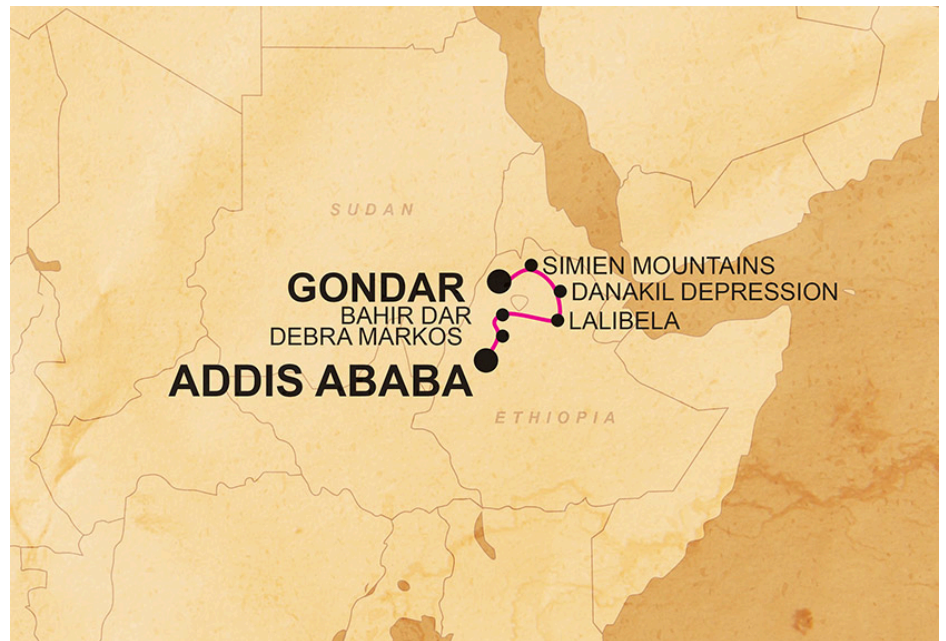 SUDAN
SIMIEN MOUNTAINS
GONDAR
DANAKIL DEPRESSION
BAHIR DAR
LALIBELA
DEBRA MARKOS
ADDIS ABABA
ETHIOPIA